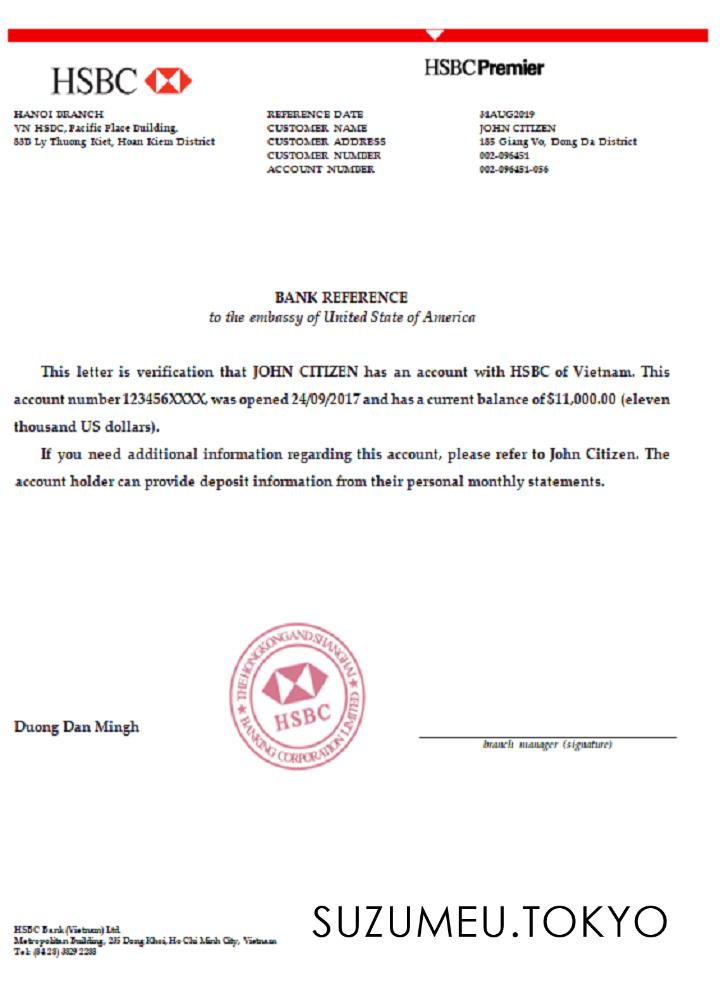 HSBC
HSBC Premier
HANOI BRANCH
VN HSBC, Pacific Place Building,
83B Ly Thuong Kiet, Hoan Kiem District
REFERENCE DATE 31AUG2019
CUSTOMER NAME JOHN CITIZEN
CUSTOMER ADDRESS 185 Giang Vo, Dong Da District
CUSTOMER NUMBER 002-096451
ACCOUNT NUMBER 002-096451-056
BANK REFERENCE
to the embassy of United State of America
This letter is verification that JOHN CITIZEN has an account with HSBC of Vietnam. This
account number 123456XXXX, was opened 24/09/2017 and has a current balance of $11,000.00 (eleven
thousand US dollars).
If you need additional information regarding this account, please refer to John Citizen. The
account holder can provide deposit information from their personal monthly statements.
THE HONGKONG AND SHANGHAI
HSBC
BANKING CORPORATION LIMITED
Duong Dan Mingh
branch manager (signature)
HSBC Bank (Vietnam) Ltd
Metropolitan Building, 235 Dong Khoi, Ho Chi Minh City, Vietnam
Tel: (84 28) 3829 2288
SUZUMEU.TOKYO